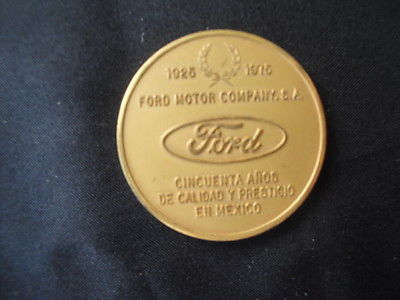 1925 1975
FORD MOTOR COMPANY, S.A.
Ford
CINCUENTA AÑOS
DE CALIDAD Y PRESTIGIO
EN MEXICO